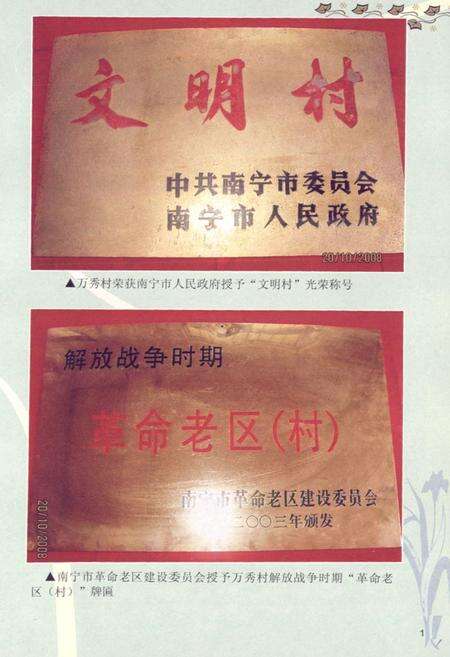 文明村
中共南宁市委员会
南宁市人民政府
20/10/2008
▲万秀村荣获南宁市人民政府授予“文明村”光荣称号
解放战争时期
革命老区(村)
南宁市革命老区建设委员会
二〇〇三年颁发
20/10/2008
▲南宁市革命老区建设委员会授予万秀村解放战争时期“革命老
区（村）”牌匾
1